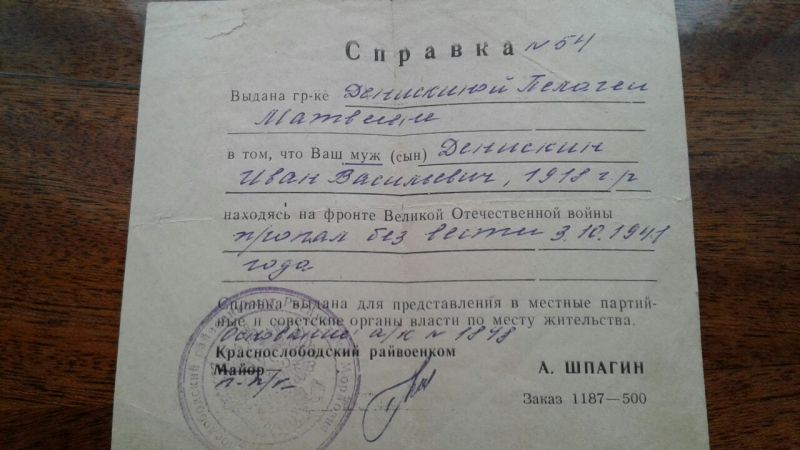 Справка № 54
Выдана гр-ке Денискиной Пелагеи
Матвеевне
в том, что Ваш муж (сын) Денискин
Иван Васильевич, 1918 г/р
находясь на фронте Великой Отечественной войны
пропал без вести 3.10.1941
года
Справка выдана для представления в местные партий-
ные и советские органы власти по месту жительства.
Основание: а/к № 1848
Краснослободский райвоенком
Майор А. ШПАГИН
п-п/к
Заказ 1187—500